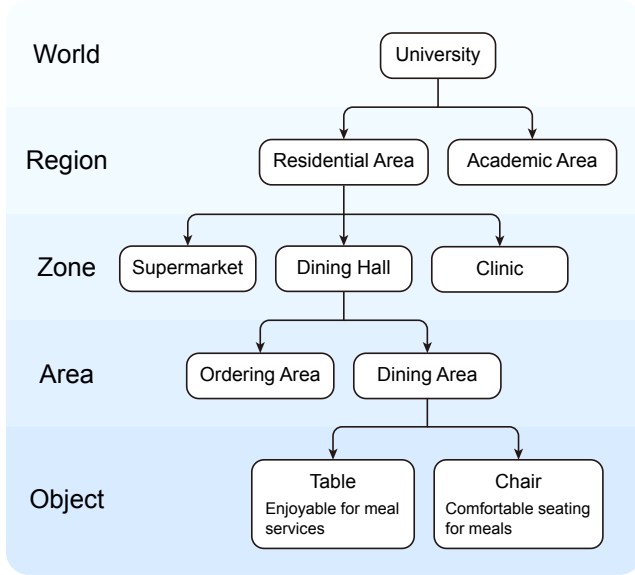 World
University
Region
Residential Area
Academic Area
Zone
Supermarket
Dining Hall
Clinic
Area
Ordering Area
Dining Area
Object
Table
Enjoyable for meal
services
Chair
Comfortable seating
for meals